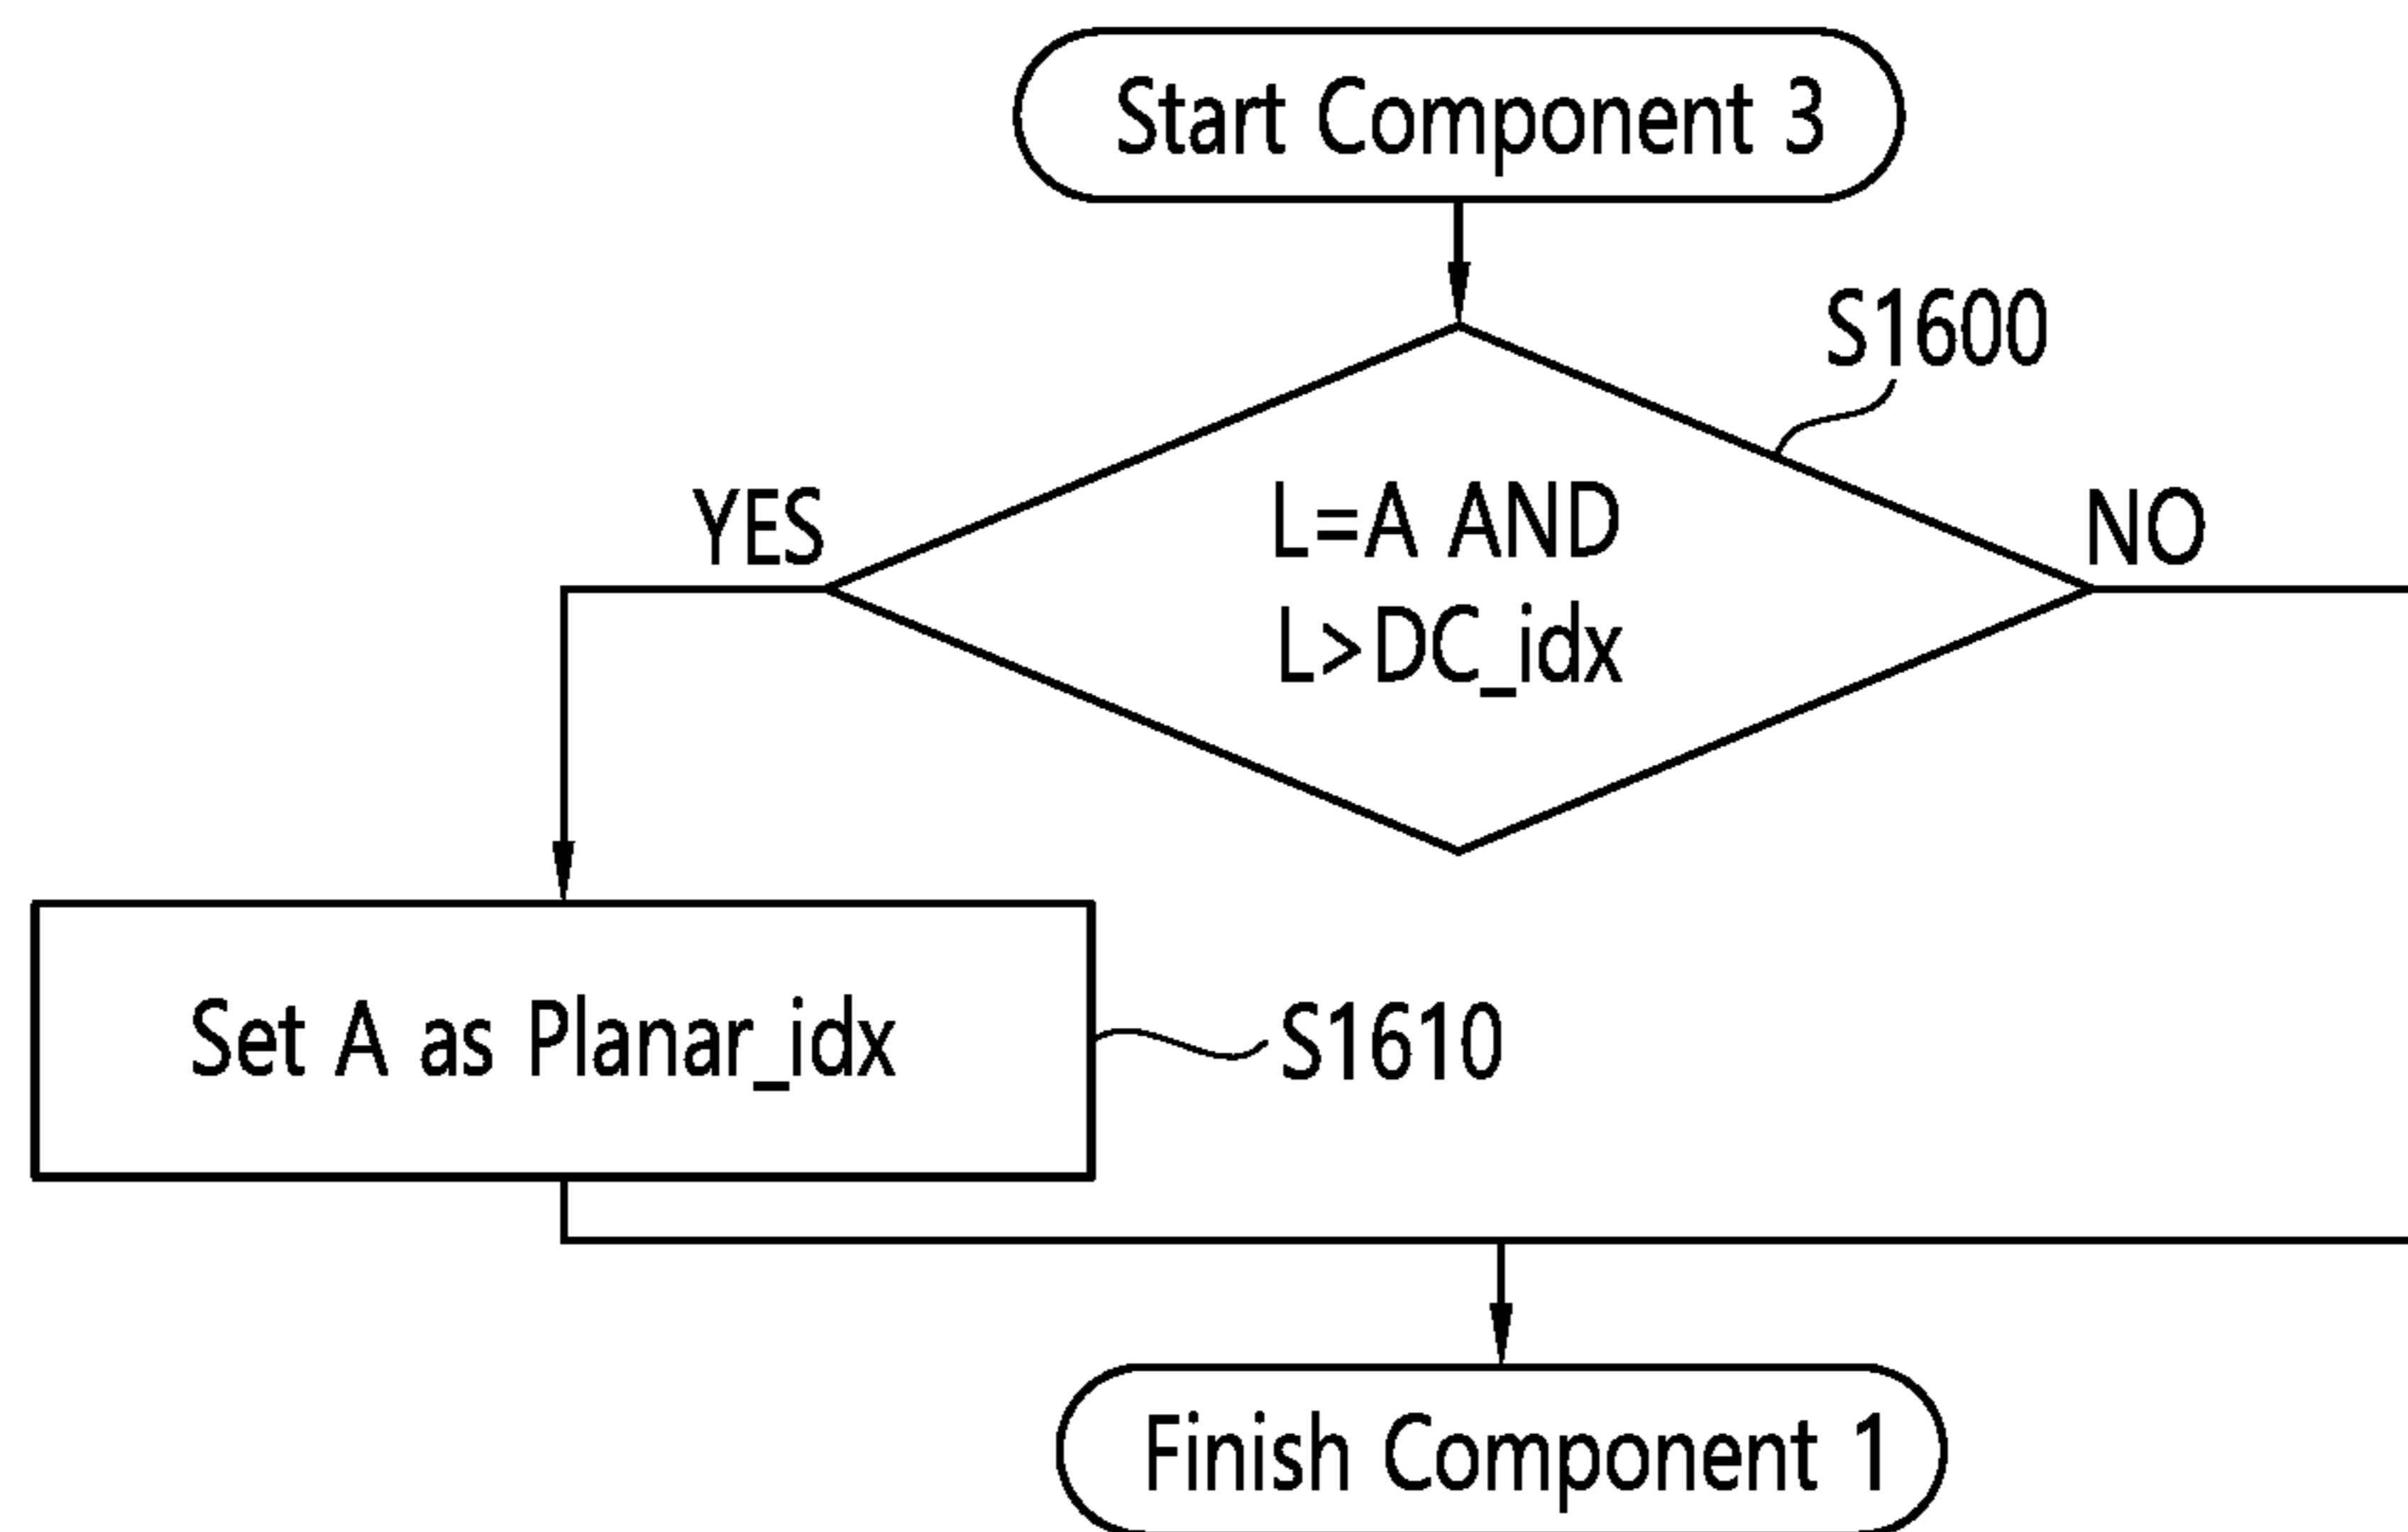 Start Component 3
S1600
YES
L=A AND
L>DC_idx
NO
Set A as Planar_idx
S1610
Finish Component 1